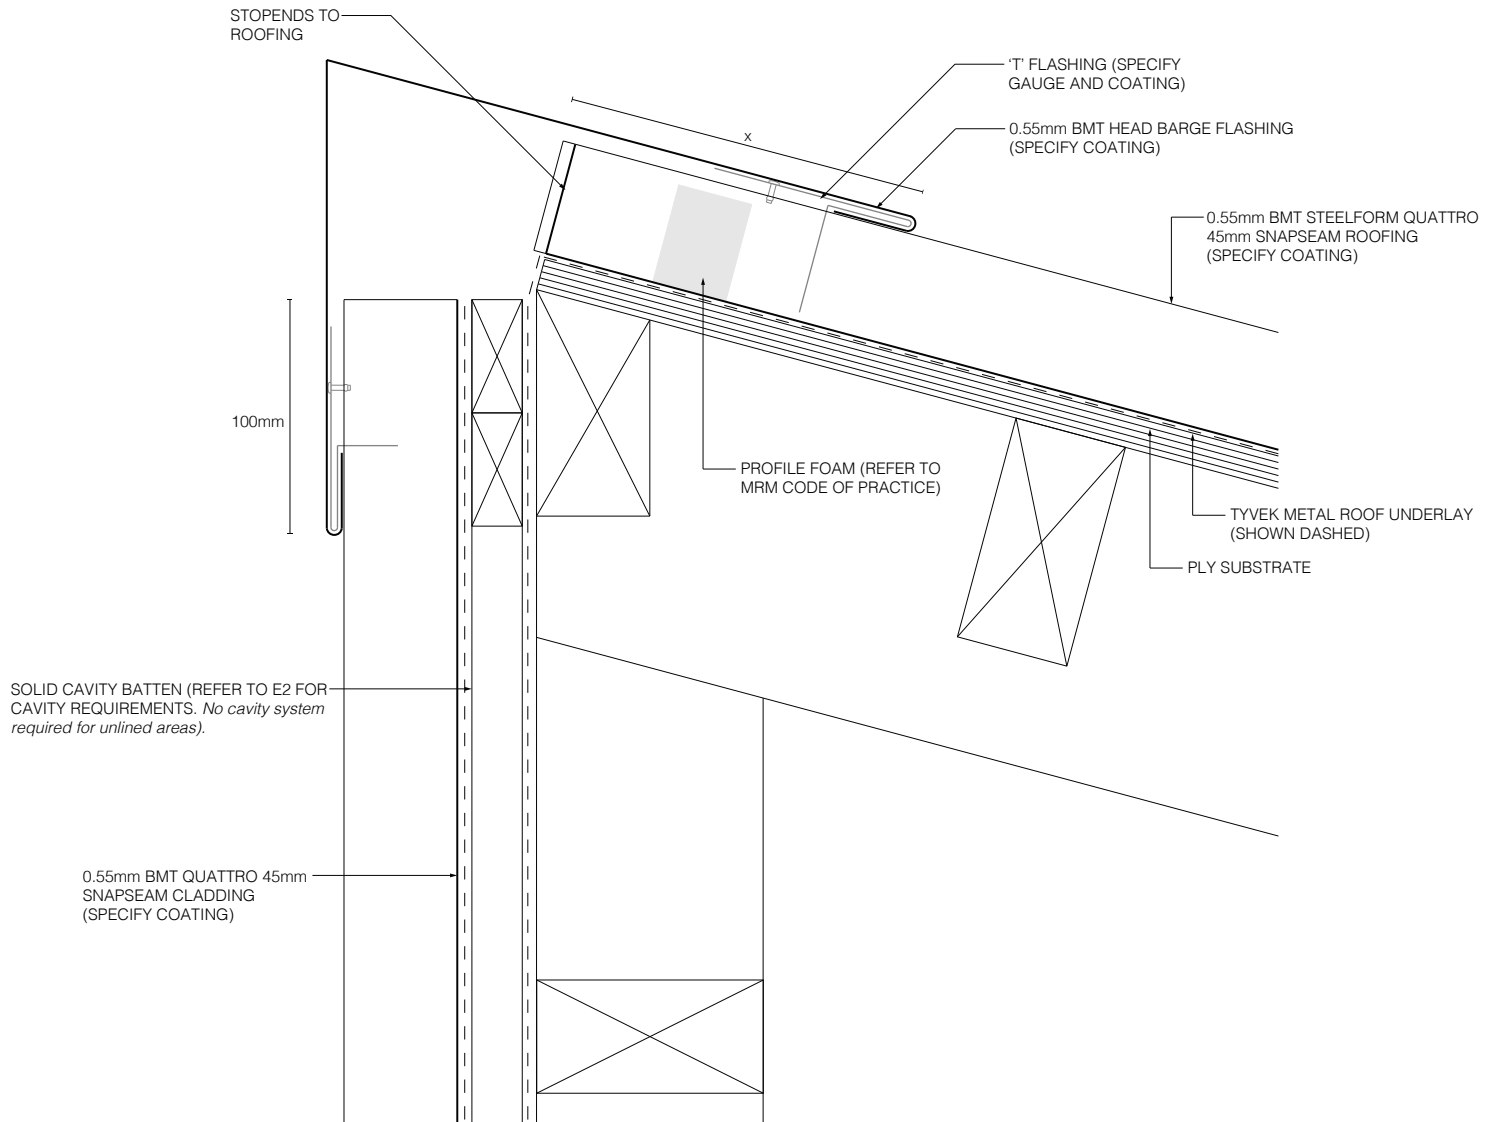 STOPENDS TO
ROOFING
‘T’ FLASHING (SPECIFY
GAUGE AND COATING)
x
0.55mm BMT HEAD BARGE FLASHING
(SPECIFY COATING)
0.55mm BMT STEELFORM QUATTRO
45mm SNAPSEAM ROOFING
(SPECIFY COATING)
100mm
PROFILE FOAM (REFER TO
MRM CODE OF PRACTICE)
TYVEK METAL ROOF UNDERLAY
(SHOWN DASHED)
PLY SUBSTRATE
SOLID CAVITY BATTEN (REFER TO E2 FOR
CAVITY REQUIREMENTS. No cavity system
required for unlined areas).
0.55mm BMT QUATTRO 45mm
SNAPSEAM CLADDING
(SPECIFY COATING)